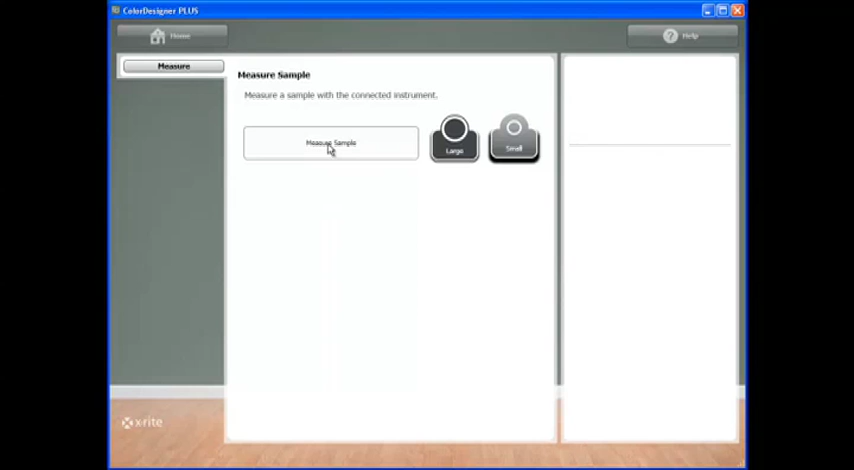 ColorDesigner PLUS
Home
Help
Measure
Measure Sample
Measure a sample with the connected instrument.
Measure Sample
Large
Small
x·rite